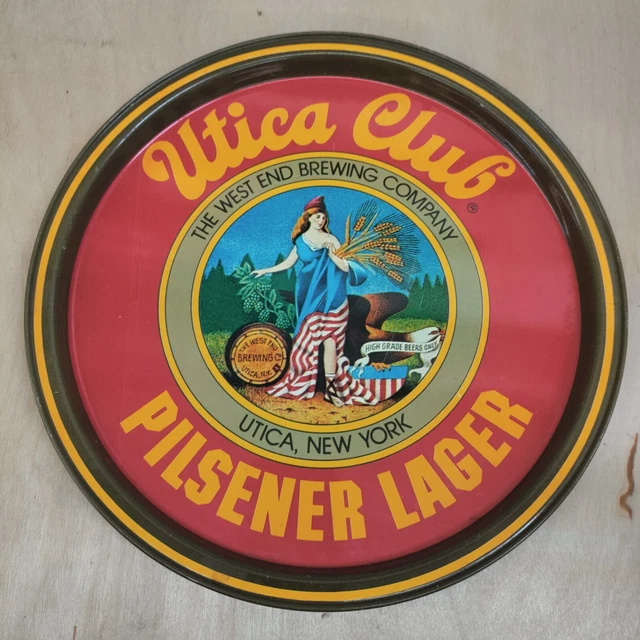 Utica Club
®
THE WEST END BREWING COMPANY
THE WEST END
BREWING CO
UTICA, N.Y.
HIGH GRADE BEERS ONLY
UTICA, NEW YORK
PILSENER LAGER